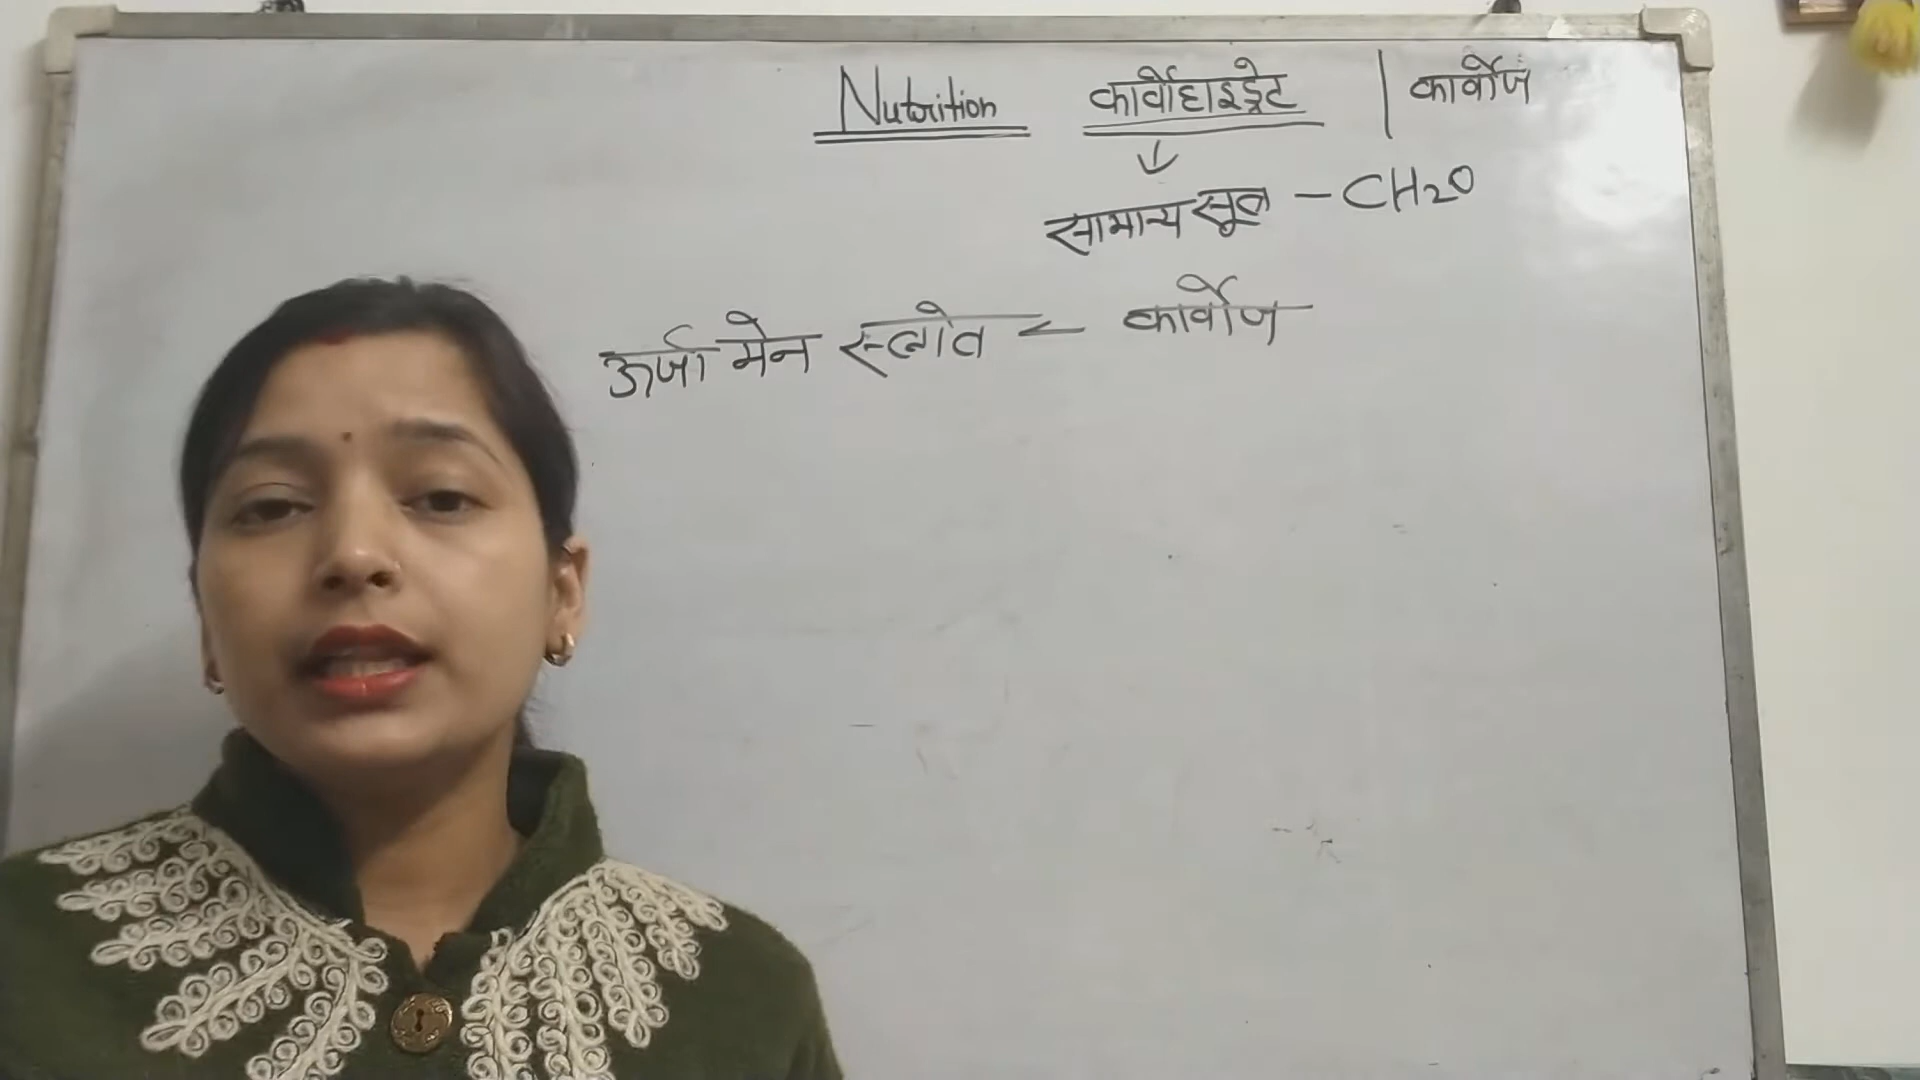 Nutrition कार्वोहाइड्रेट | कार्वोज
सामान्य सूत्र – CH2O
ऊर्जा मेन स्त्रोत = कार्वोज